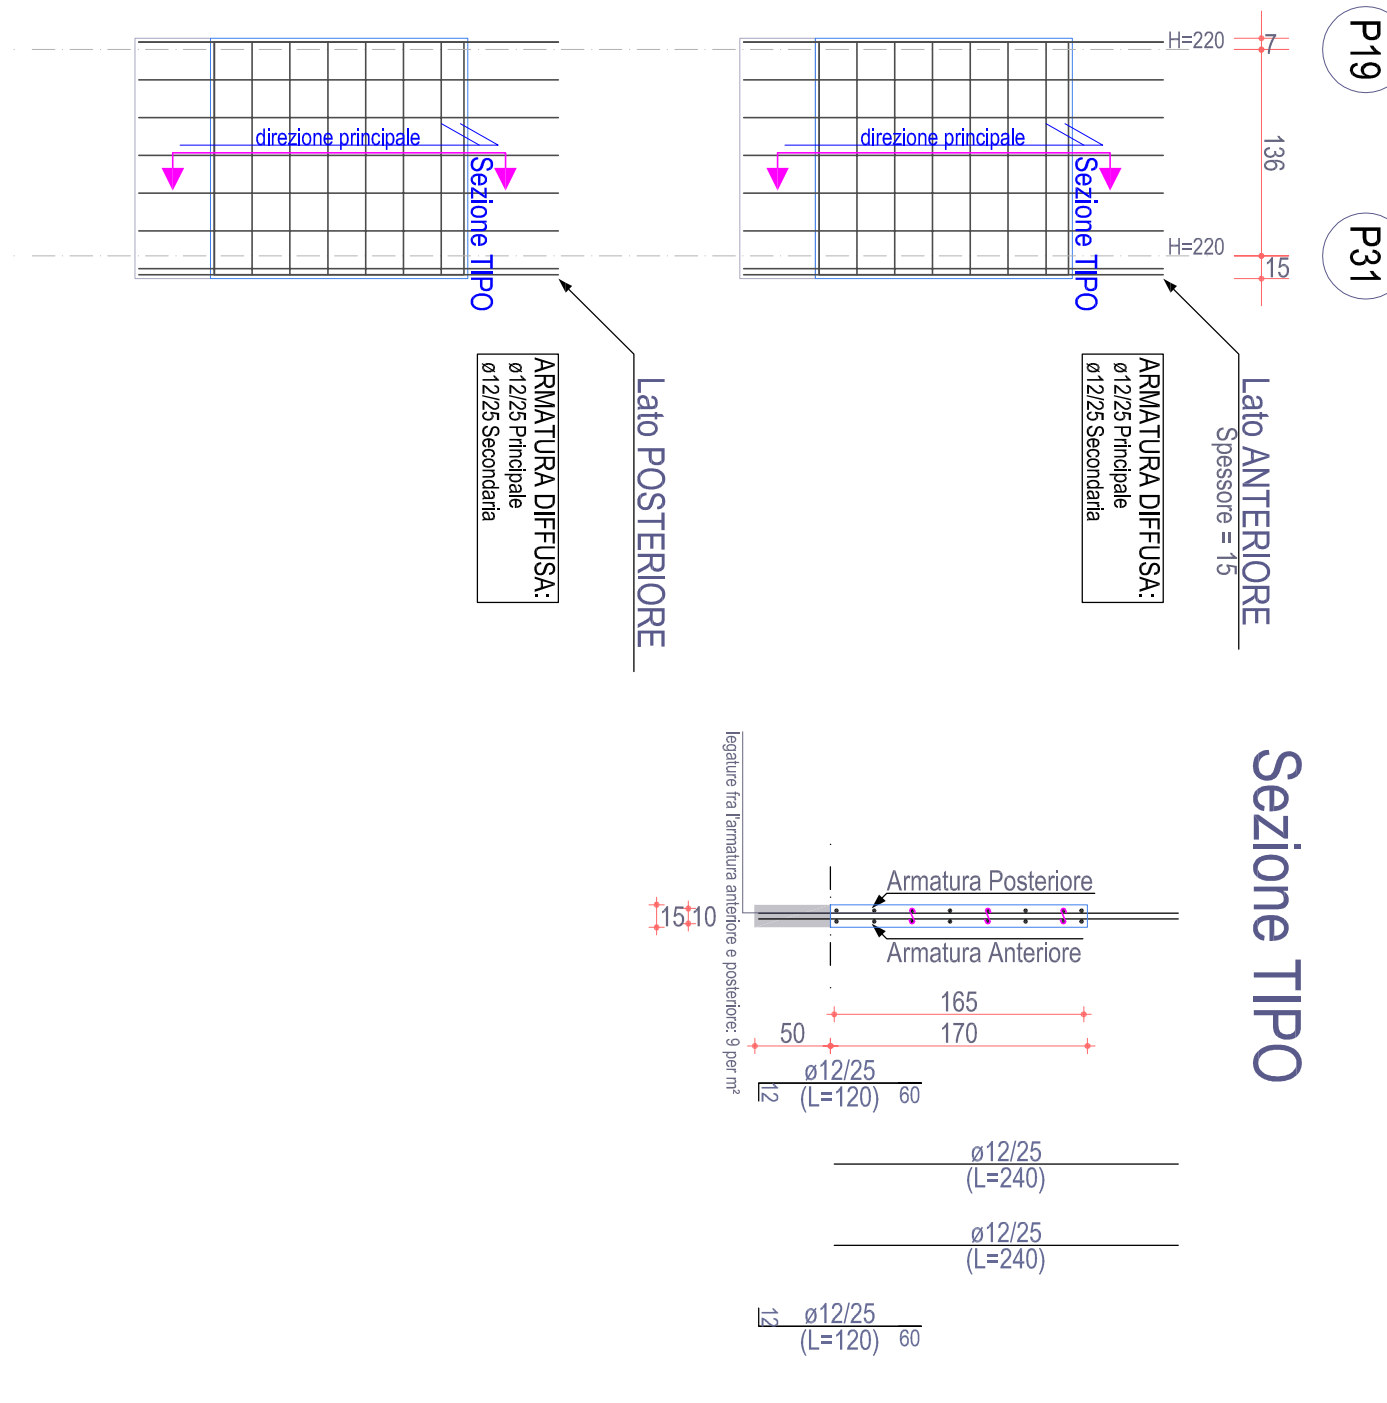 P19
P31
H=220
7
136
H=220
15
direzione principale
Sezione TIPO
direzione principale
Sezione TIPO
Lato POSTERIORE
ARMATURA DIFFUSA:
ø12/25 Principale
ø12/25 Secondaria
Lato ANTERIORE
Spessore = 15
ARMATURA DIFFUSA:
ø12/25 Principale
ø12/25 Secondaria
Sezione TIPO
legature fra l'armatura anteriore e posteriore: 9 per m²
Armatura Posteriore
15
10
Armatura Anteriore
165
50
170
ø12/25
12
(L=120)
60
ø12/25
(L=240)
ø12/25
(L=240)
12
ø12/25
(L=120)
60